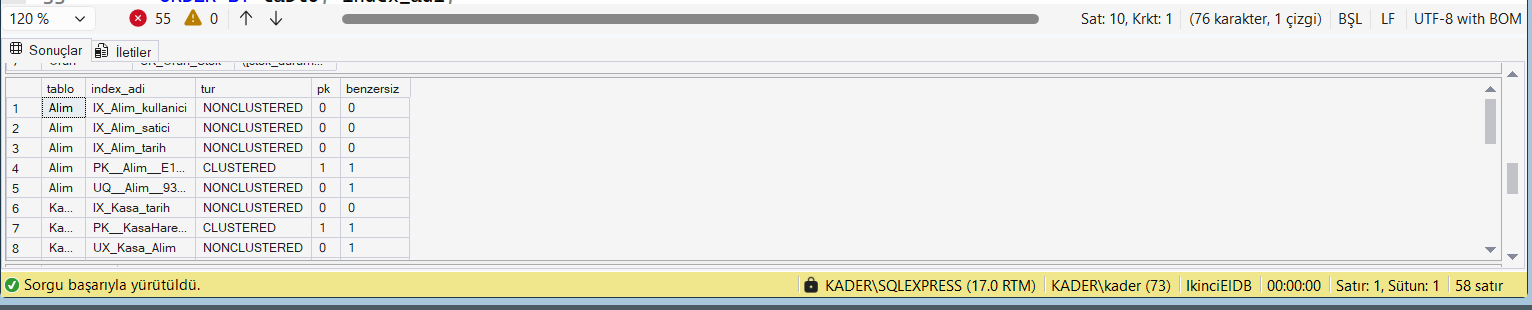 120 % 55 0 Sat: 10, Krkt: 1 (76 karakter, 1 çizgi) BŞL LF UTF-8 with BOM
Sonuçlar İletiler
tablo index_adi tur pk benzersiz
1 Alim IX_Alim_kullanici NONCLUSTERED 0 0
2 Alim IX_Alim_satici NONCLUSTERED 0 0
3 Alim IX_Alim_tarih NONCLUSTERED 0 0
4 Alim PK__Alim__E1... CLUSTERED 1 1
5 Alim UQ__Alim__93... NONCLUSTERED 0 1
6 Ka... IX_Kasa_tarih NONCLUSTERED 0 0
7 Ka... PK__KasaHare... CLUSTERED 1 1
8 Ka... UX_Kasa_Alim NONCLUSTERED 0 1
Sorgu başarıyla yürütüldü. KADER\SQLEXPRESS (17.0 RTM) KADER\kader (73) IkinciElDB 00:00:00 Satır: 1, Sütun: 1 58 satır